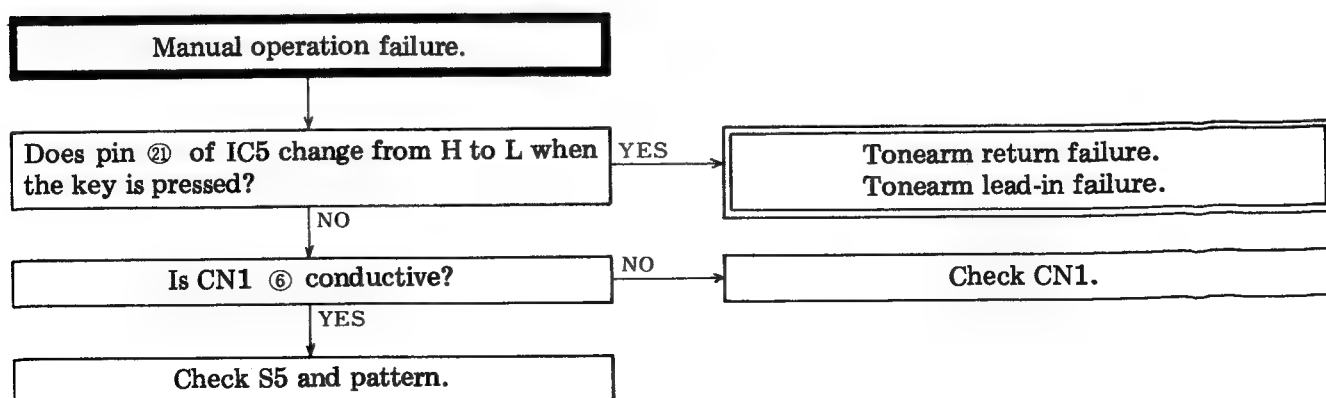 Manual operation failure.
Does pin ㉑ of IC5 change from H to L when
the key is pressed?
YES
Tonearm return failure.
Tonearm lead-in failure.
NO
Is CN1 ⑥ conductive?
NO
Check CN1.
YES
Check S5 and pattern.